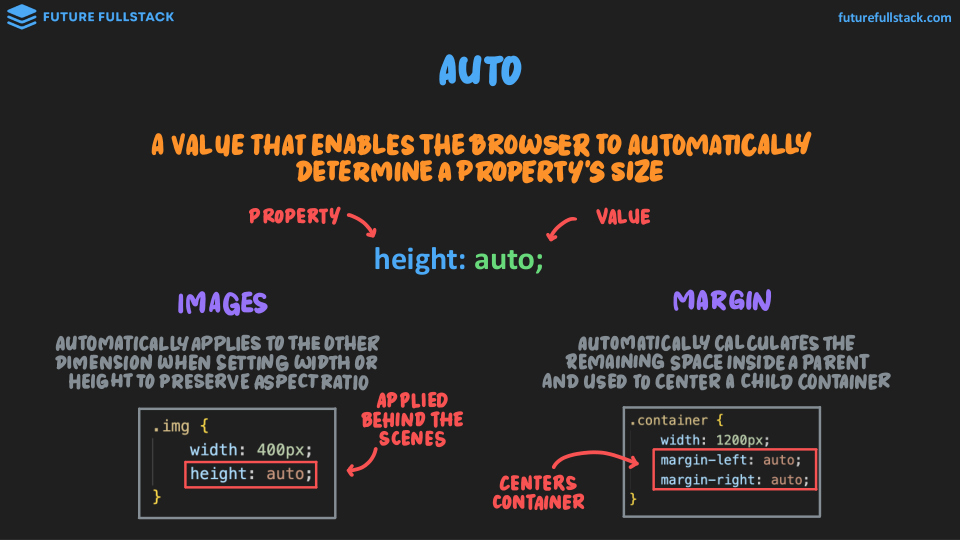 FUTURE FULLSTACK
futurefullstack.com
AUTO
A VALUE THAT ENABLES THE BROWSER TO AUTOMATICALLY
DETERMINE A PROPERTY'S SIZE
PROPERTY
VALUE
height: auto;
IMAGES
AUTOMATICALLY APPLIES TO THE OTHER
DIMENSION WHEN SETTING WIDTH OR
HEIGHT TO PRESERVE ASPECT RATIO
APPLIED
BEHIND THE
SCENES
.img {
width: 400px;
height: auto;
}
MARGIN
AUTOMATICALLY CALCULATES THE
REMAINING SPACE INSIDE A PARENT
AND USED TO CENTER A CHILD CONTAINER
CENTERS
CONTAINER
.container {
width: 1200px;
margin-left: auto;
margin-right: auto;
}